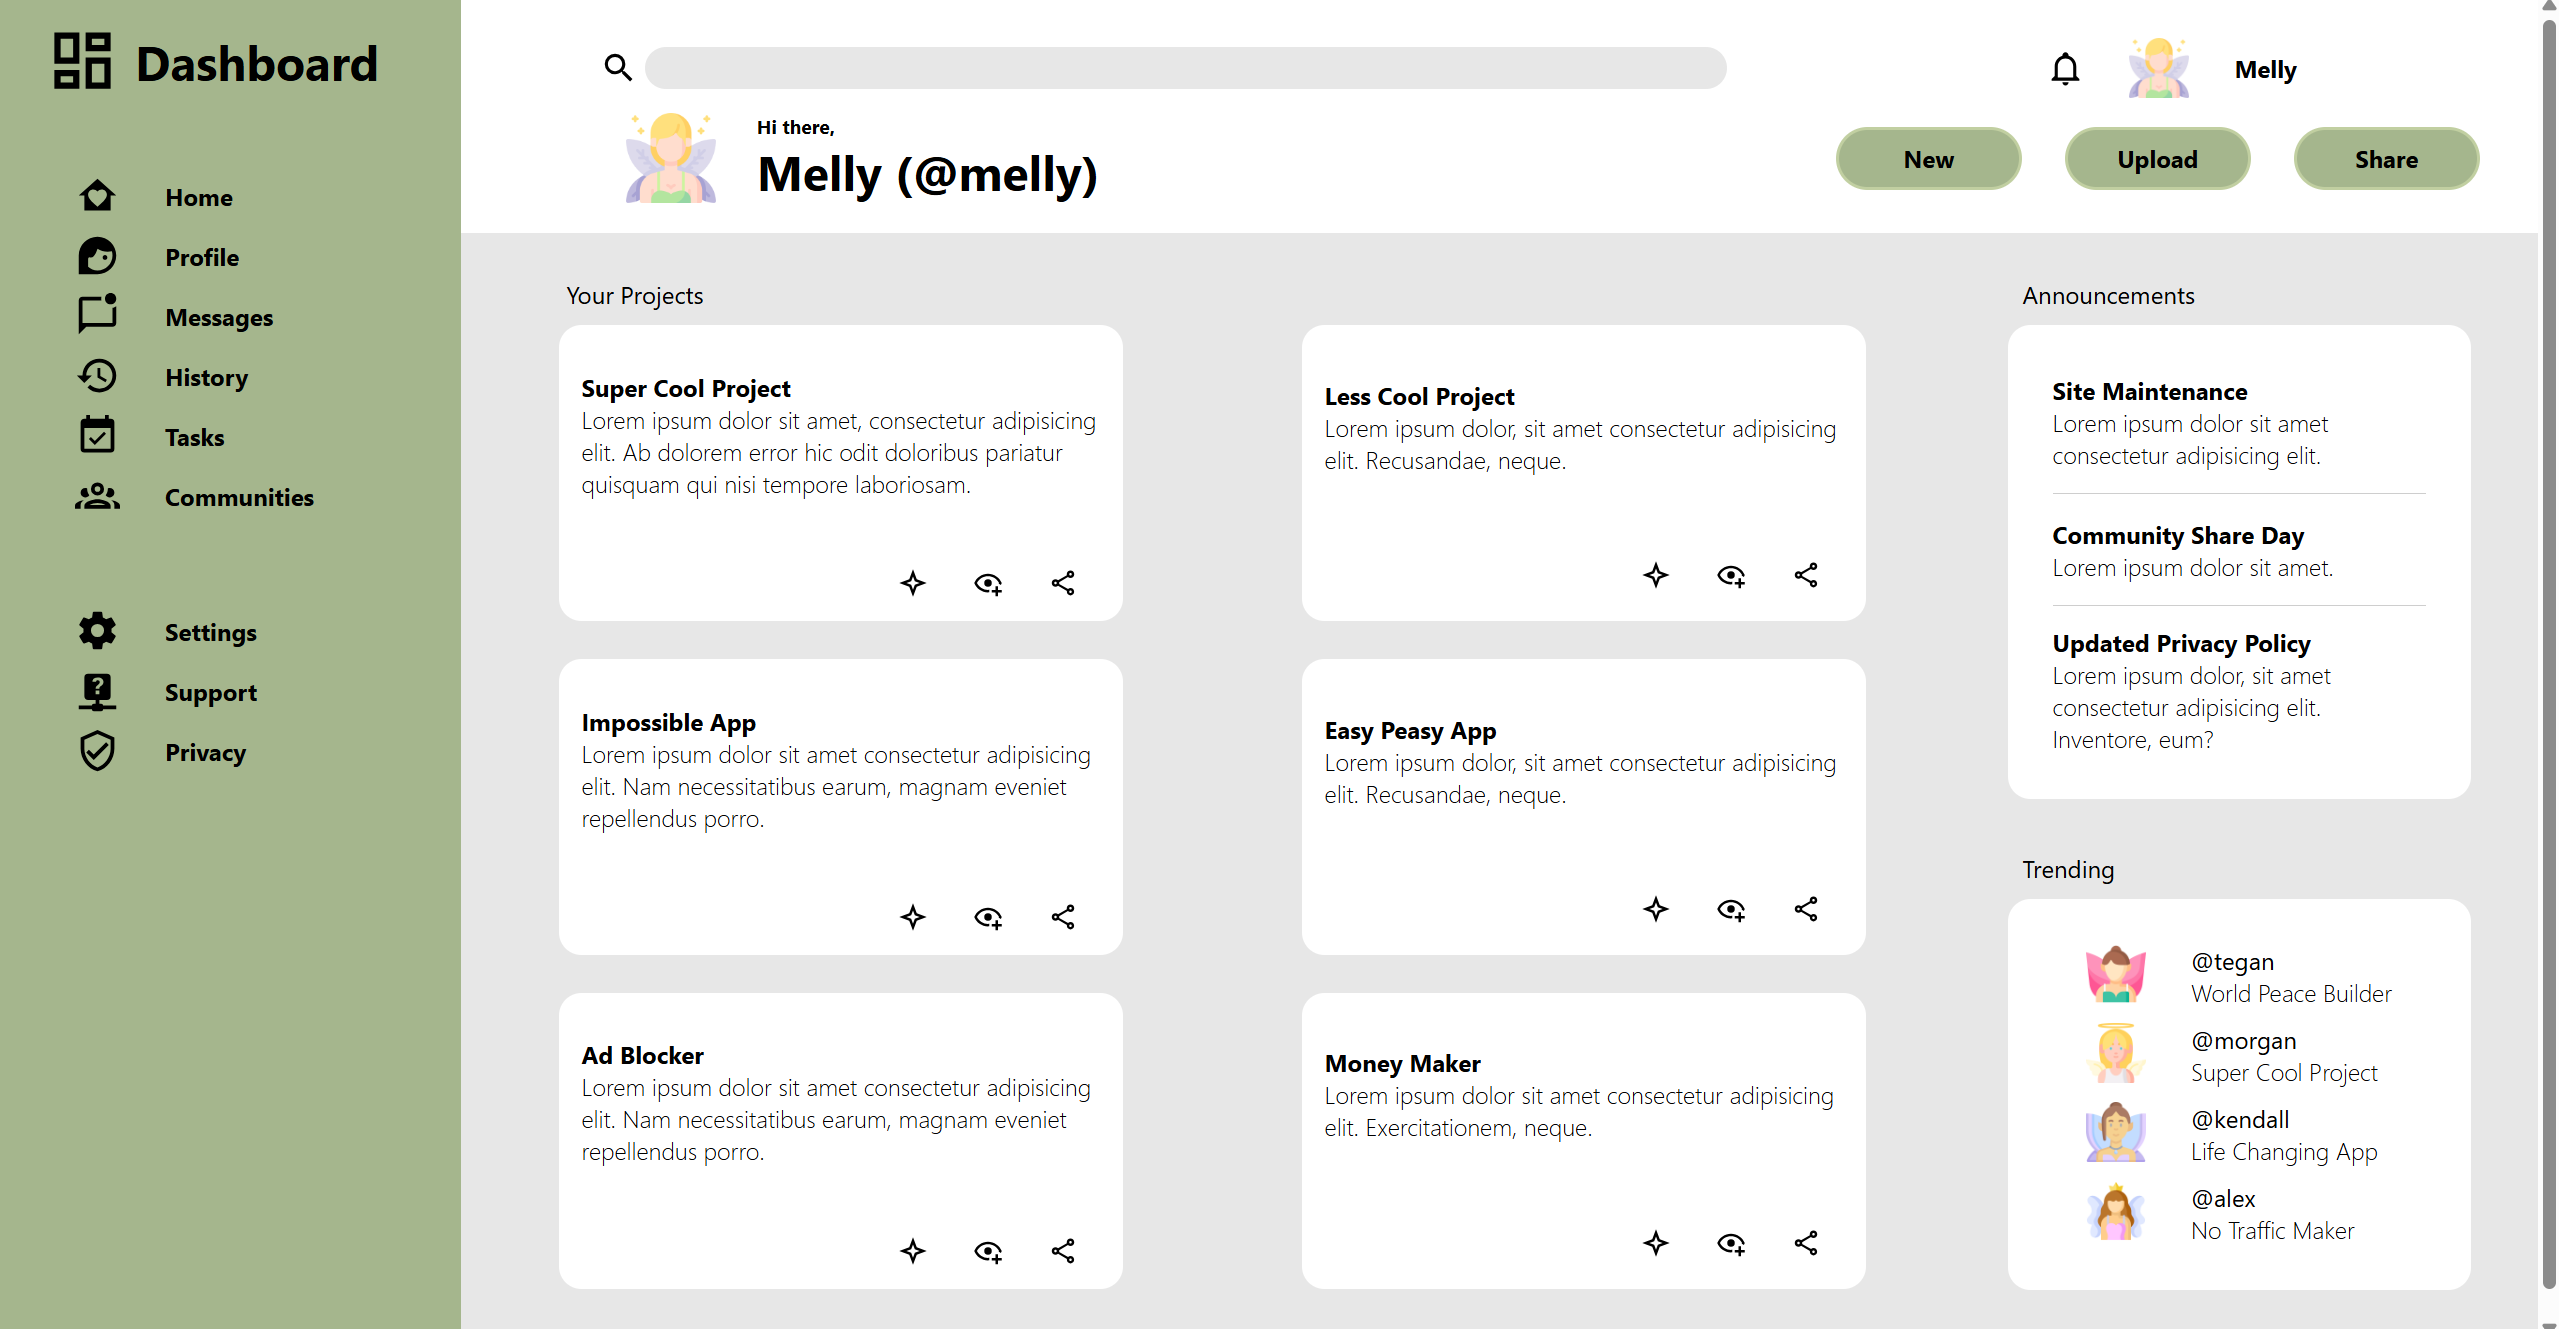 Dashboard
Home
Profile
Messages
History
Tasks
Communities
Settings
Support
Privacy
Melly
Hi there,
Melly (@melly)
New
Upload
Share
Your Projects
Super Cool Project
Lorem ipsum dolor sit amet, consectetur adipisicing
elit. Ab dolorem error hic odit doloribus pariatur
quisquam qui nisi tempore laboriosam.
Less Cool Project
Lorem ipsum dolor, sit amet consectetur adipisicing
elit. Recusandae, neque.
Impossible App
Lorem ipsum dolor sit amet consectetur adipisicing
elit. Nam necessitatibus earum, magnam eveniet
repellendus porro.
Easy Peasy App
Lorem ipsum dolor, sit amet consectetur adipisicing
elit. Recusandae, neque.
Ad Blocker
Lorem ipsum dolor sit amet consectetur adipisicing
elit. Nam necessitatibus earum, magnam eveniet
repellendus porro.
Money Maker
Lorem ipsum dolor sit amet consectetur adipisicing
elit. Exercitationem, neque.
Announcements
Site Maintenance
Lorem ipsum dolor sit amet
consectetur adipisicing elit.
Community Share Day
Lorem ipsum dolor sit amet.
Updated Privacy Policy
Lorem ipsum dolor, sit amet
consectetur adipisicing elit.
Inventore, eum?
Trending
@tegan
World Peace Builder
@morgan
Super Cool Project
@kendall
Life Changing App
@alex
No Traffic Maker